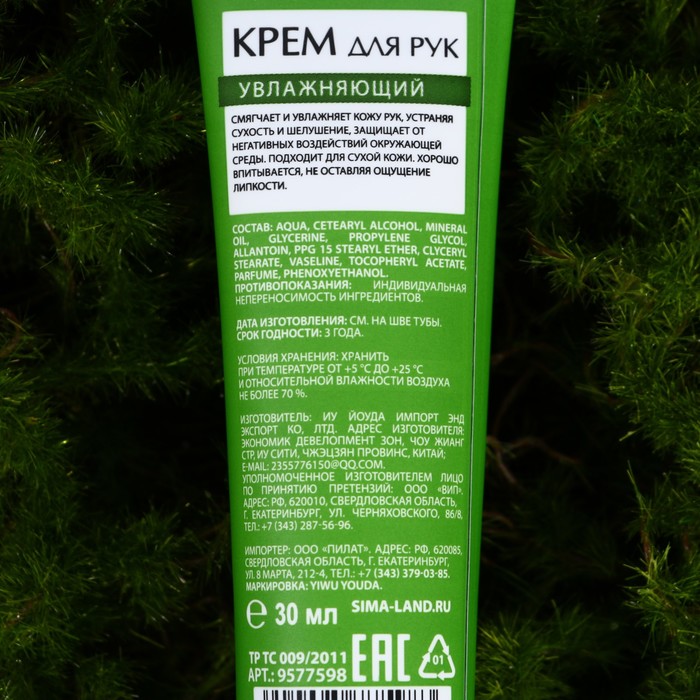 КРЕМ ДЛЯ РУК
УВЛАЖНЯЮЩИЙ
СМЯГЧАЕТ И УВЛАЖНЯЕТ КОЖУ РУК, УСТРАНЯЯ
СУХОСТЬ И ШЕЛУШЕНИЕ, ЗАЩИЩАЕТ ОТ
НЕГАТИВНЫХ ВОЗДЕЙСТВИЙ ОКРУЖАЮЩЕЙ
СРЕДЫ. ПОДХОДИТ ДЛЯ СУХОЙ КОЖИ. ХОРОШО
ВПИТЫВАЕТСЯ, НЕ ОСТАВЛЯЯ ОЩУЩЕНИЕ
ЛИПКОСТИ.
СОСТАВ: AQUA, CETEARYL ALCOHOL, MINERAL
OIL, GLYCERINE, PROPYLENE GLYCOL,
ALLANTOIN, PPG 15 STEARYL ETHER, CLYCERYL
STEARATE, VASELINE, TOCOPHERYL ACETATE,
PARFUME, PHENOXYETHANOL.
ПРОТИВОПОКАЗАНИЯ: ИНДИВИДУАЛЬНАЯ
НЕПЕРЕНОСИМОСТЬ ИНГРЕДИЕНТОВ.
ДАТА ИЗГОТОВЛЕНИЯ: СМ. НА ШВЕ ТУБЫ.
СРОК ГОДНОСТИ: 3 ГОДА.
УСЛОВИЯ ХРАНЕНИЯ: ХРАНИТЬ
ПРИ ТЕМПЕРАТУРЕ ОТ +5 °С ДО +25 °С
И ОТНОСИТЕЛЬНОЙ ВЛАЖНОСТИ ВОЗДУХА
НЕ БОЛЕЕ 70 %.
ИЗГОТОВИТЕЛЬ: ИУ ЙОУДА ИМПОРТ ЭНД
ЭКСПОРТ КО, ЛТД. АДРЕС ИЗГОТОВИТЕЛЯ:
ЭКОНОМИК ДЕВЕЛОПМЕНТ ЗОН, ЧОУ ЖИАНГ
СТР, ИУ СИТИ, ЧЖЭЦЗЯН ПРОВИНС, КИТАЙ;
E-MAIL: 2355776150@QQ.COM.
УПОЛНОМОЧЕННОЕ ИЗГОТОВИТЕЛЕМ ЛИЦО
ПО ПРИНЯТИЮ ПРЕТЕНЗИЙ: ООО «ВИП».
АДРЕС: РФ, 620010, СВЕРДЛОВСКАЯ ОБЛАСТЬ,
Г. ЕКАТЕРИНБУРГ, УЛ. ЧЕРНЯХОВСКОГО, 86/8,
ТЕЛ.: +7 (343) 287-56-96.
ИМПОРТЕР: ООО «ПИЛАТ». АДРЕС: РФ, 620085,
СВЕРДЛОВСКАЯ ОБЛАСТЬ, Г. ЕКАТЕРИНБУРГ,
УЛ. 8 МАРТА, 212-4, ТЕЛ.: +7 (343) 379-03-85.
МАРКИРОВКА: YIWU YOUDA.
℮ 30 МЛ SIMA-LAND.RU
ТР ТС 009/2011 EAC 01
АРТ.: 9577598